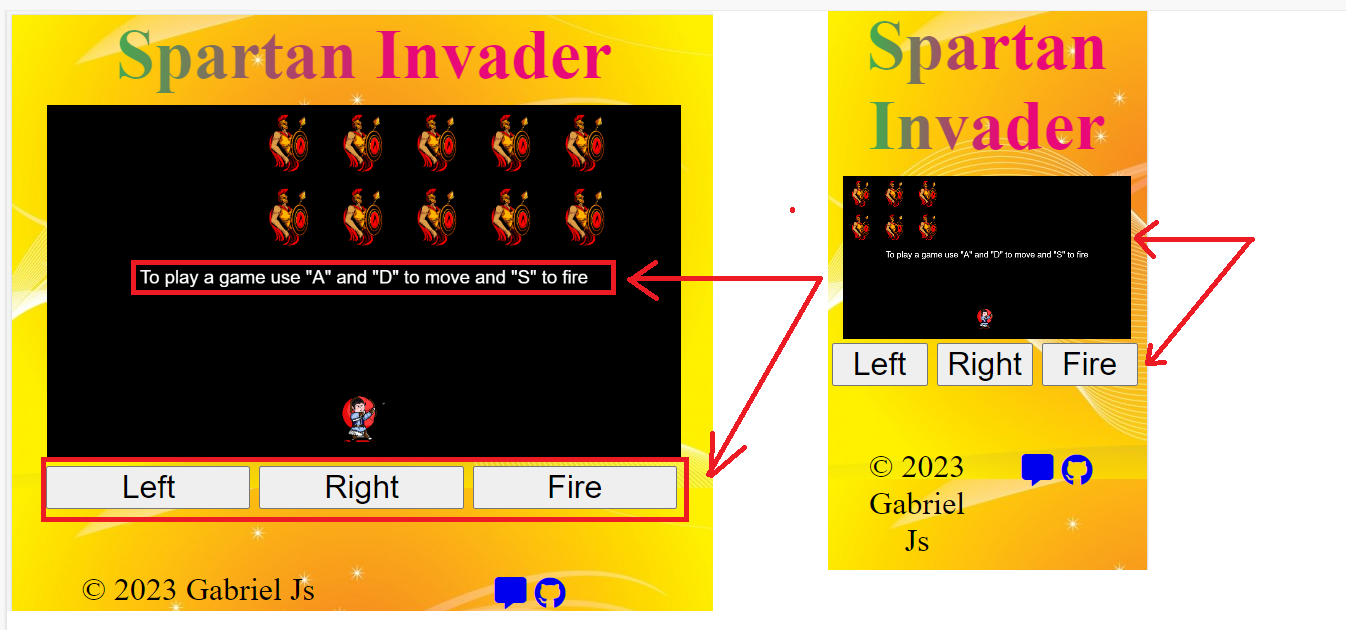 Spartan Invader
To play a game use "A" and "D" to move and "S" to fire
Left Right Fire
© 2023 Gabriel Js
Spartan
Invader
To play a game use "A" and "D" to move and "S" to fire
Left Right Fire
© 2023
Gabriel
Js